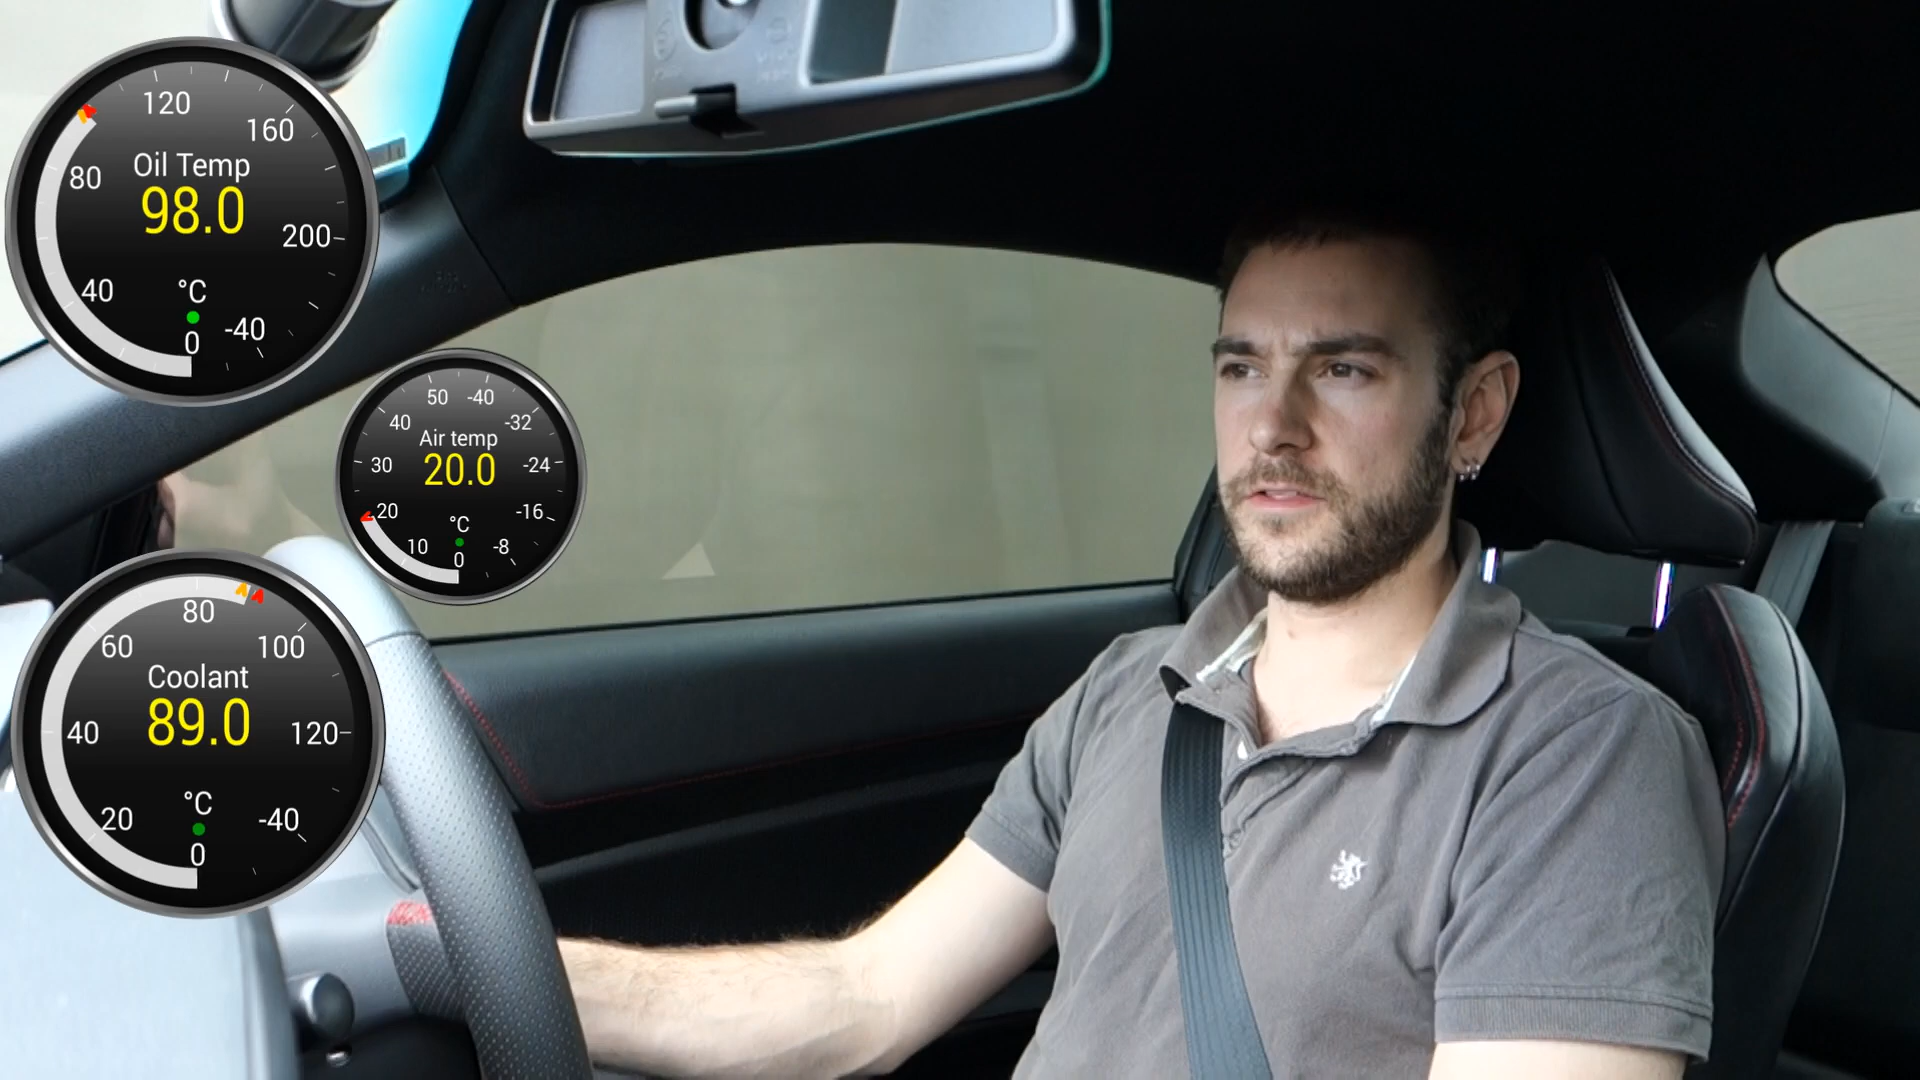 120
160
80
Oil Temp
98.0
200
40
°C
-40
0
50 -40
40 -32
Air temp
30 20.0 -24
20 -16
°C
10 -8
0
80
60 100
Coolant
40 89.0 120
°C
20 -40
0